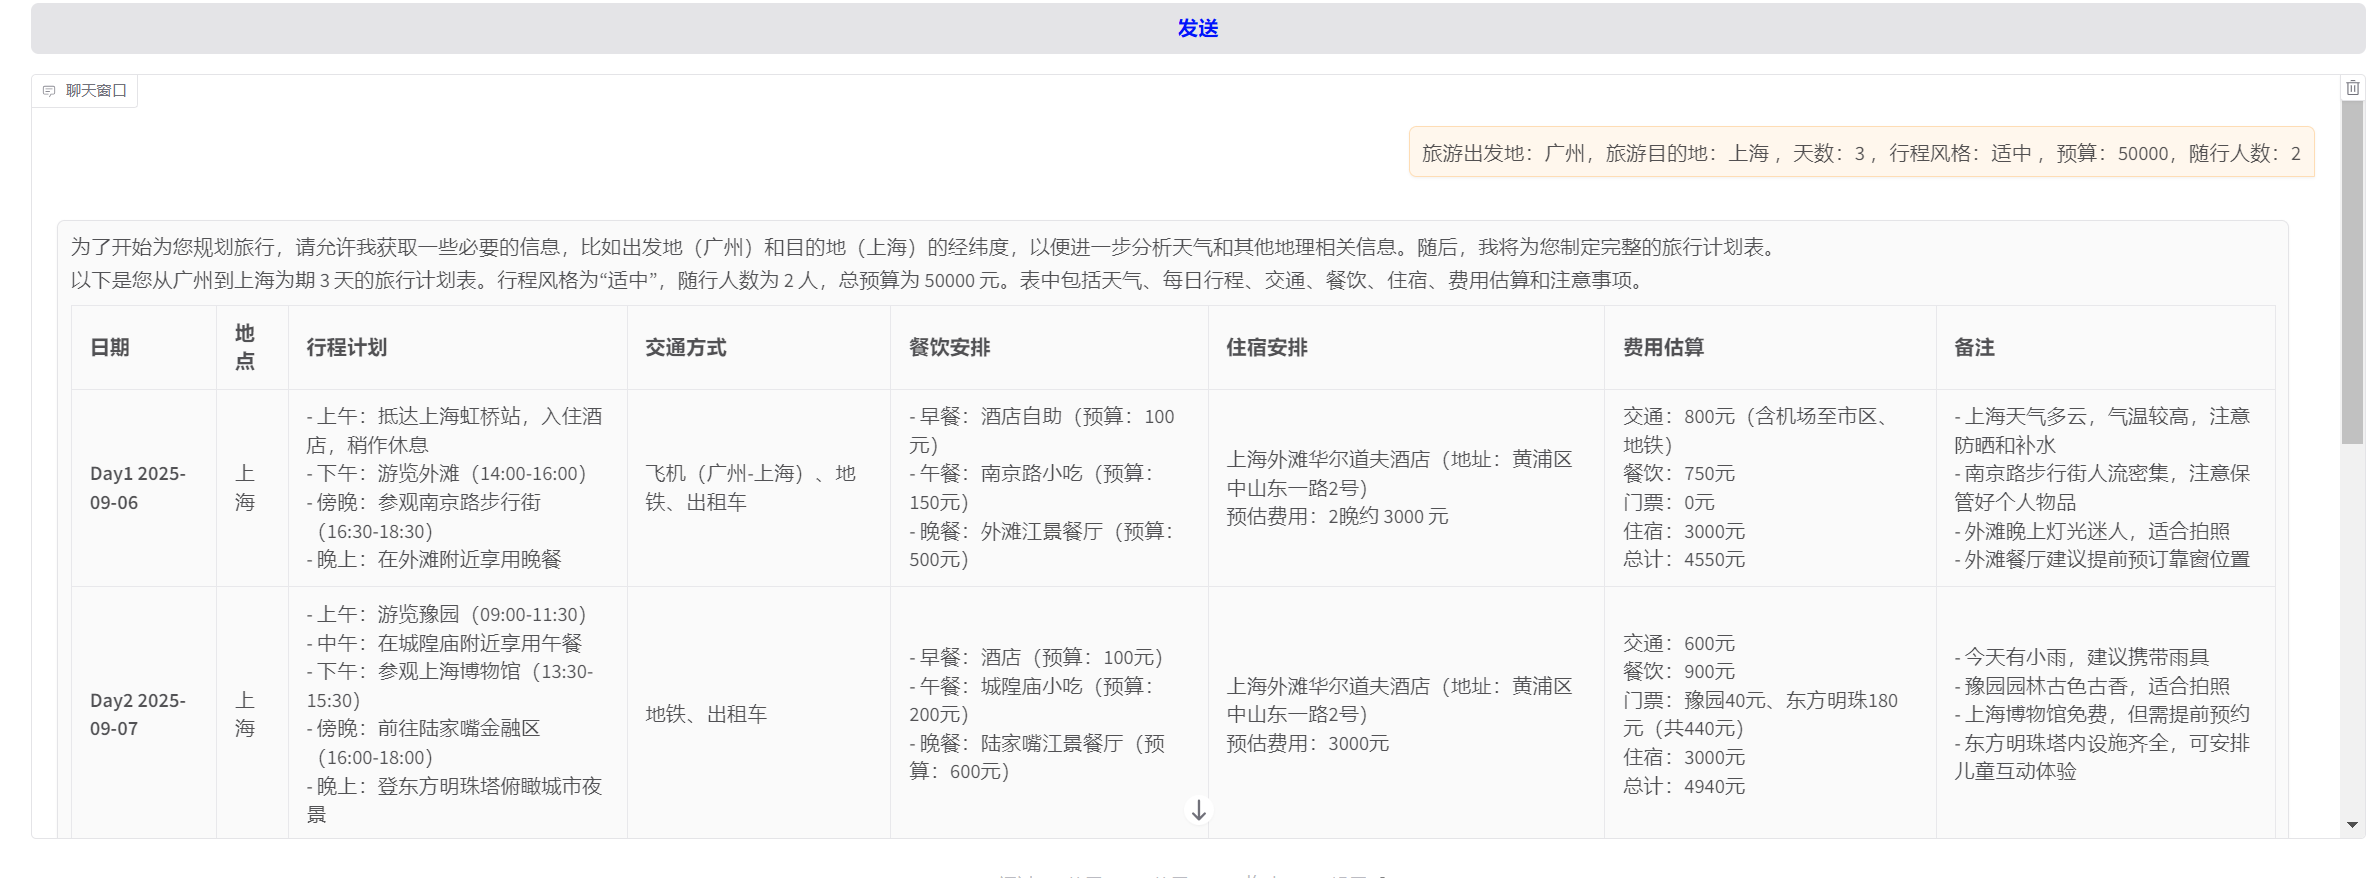 发送
聊天窗口
旅游出发地：广州，旅游目的地：上海 ，天数：3 ，行程风格：适中 ，预算：50000，随行人数：2
为了开始为您规划旅行，请允许我获取一些必要的信息，比如出发地（广州）和目的地（上海）的经纬度，以便进一步分析天气和其他地理相关信息。随后，我将为您制定完整的旅行计划表。
以下是您从广州到上海为期 3 天的旅行计划表。行程风格为“适中”，随行人数为 2 人，总预算为 50000 元。表中包括天气、每日行程、交通、餐饮、住宿、费用估算和注意事项。
日期
地
点
行程计划
交通方式
餐饮安排
住宿安排
费用估算
备注
Day1 2025-
09-06
上
海
- 上午：抵达上海虹桥站，入住酒
店，稍作休息
- 下午：游览外滩（14:00-16:00）
- 傍晚：参观南京路步行街
（16:30-18:30）
- 晚上：在外滩附近享用晚餐
飞机（广州-上海）、地
铁、出租车
- 早餐：酒店自助（预算：100
元）
- 午餐：南京路小吃（预算：
150元）
- 晚餐：外滩江景餐厅（预算：
500元）
上海外滩华尔道夫酒店（地址：黄浦区
中山东一路2号）
预估费用：2晚约 3000 元
交通：800元（含机场至市区、
地铁）
餐饮：750元
门票：0元
住宿：3000元
总计：4550元
- 上海天气多云，气温较高，注意
防晒和补水
- 南京路步行街人流密集，注意保
管好个人物品
- 外滩晚上灯光迷人，适合拍照
- 外滩餐厅建议提前预订靠窗位置
Day2 2025-
09-07
上
海
- 上午：游览豫园（09:00-11:30）
- 中午：在城隍庙附近享用午餐
- 下午：参观上海博物馆（13:30-
15:30）
- 傍晚：前往陆家嘴金融区
（16:00-18:00）
- 晚上：登东方明珠塔俯瞰城市夜
景
地铁、出租车
- 早餐：酒店（预算：100元）
- 午餐：城隍庙小吃（预算：
200元）
- 晚餐：陆家嘴江景餐厅（预
算：600元）
上海外滩华尔道夫酒店（地址：黄浦区
中山东一路2号）
预估费用：3000元
交通：600元
餐饮：900元
门票：豫园40元、东方明珠180
元（共440元）
住宿：3000元
总计：4940元
- 今天有小雨，建议携带雨具
- 豫园园林古色古香，适合拍照
- 上海博物馆免费，但需提前预约
- 东方明珠塔内设施齐全，可安排
儿童互动体验